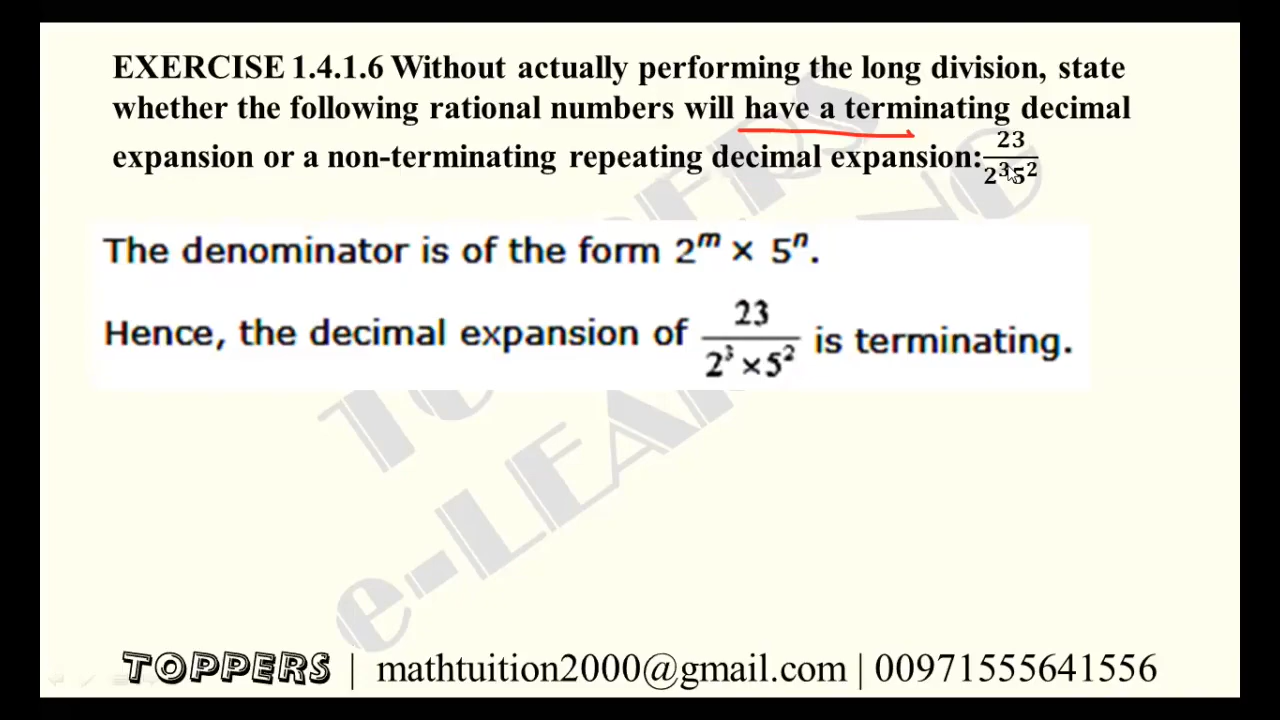 EXERCISE 1.4.1.6 Without actually performing the long division, state
whether the following rational numbers will have a terminating decimal
expansion or a non-terminating repeating decimal expansion: 23/2³5²
The denominator is of the form 2ᵐ × 5ⁿ.
Hence, the decimal expansion of 23/2³×5² is terminating.
TOPPERS
e-LEARNING
TOPPERS | mathtuition2000@gmail.com | 00971555641556